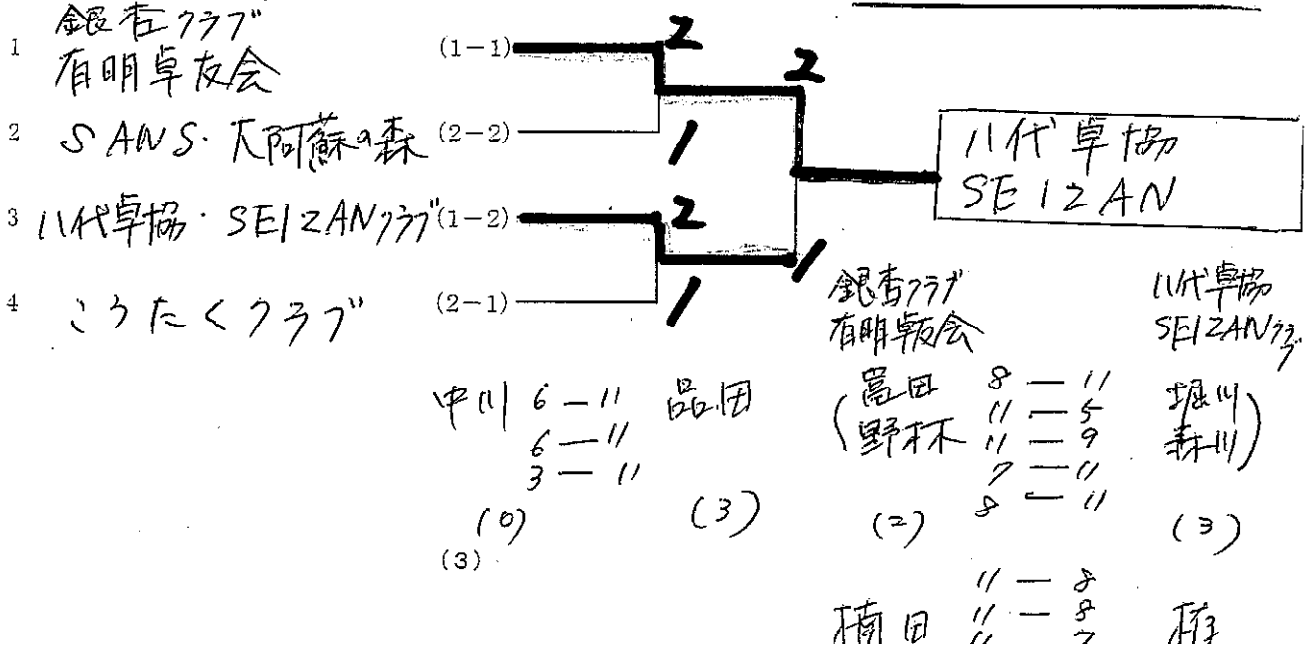 1 銀杏クラブ
有明卓友会 (1-1) 2
2
2 SANS・大阿蘇の森 (2-2) 1
八代卓協
SEIZAN
3 八代卓協・SEIZANクラブ (1-2) 2
1
4 こうたくクラブ (2-1) 1
銀杏クラブ 八代卓協
有明卓友会 SEIZANクラブ
中川 6-11 品田
6-11
3-11
(0) (3)
(3)
(冨田 8-11 堀川
野林 11-5 森川)
11-9
7-11
8-11
(2) (3)
11-8
楠田 11-8